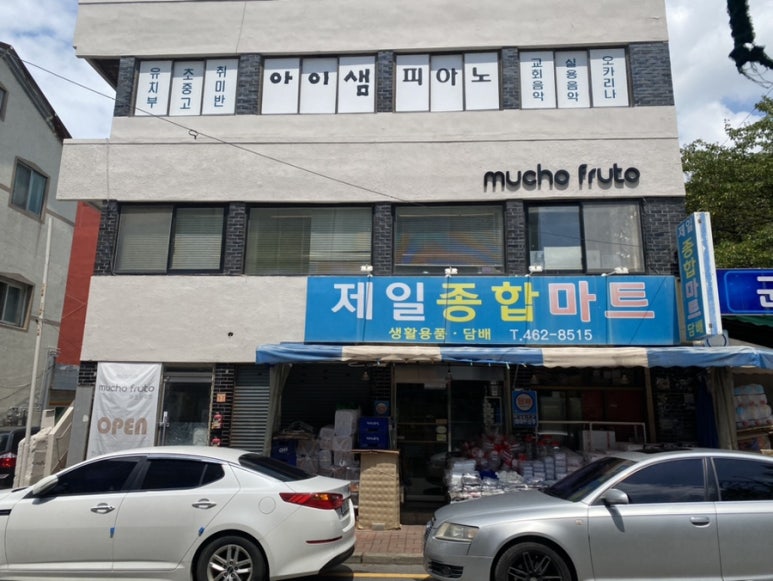 유치부
초중고
취미반
아이샘 피아노
교회음악
실용음악
오카리나
mucho fruto
제일종합마트
생활용품 · 담배 T.462-8515
제일종합마트
담배
mucho fruto
OPEN